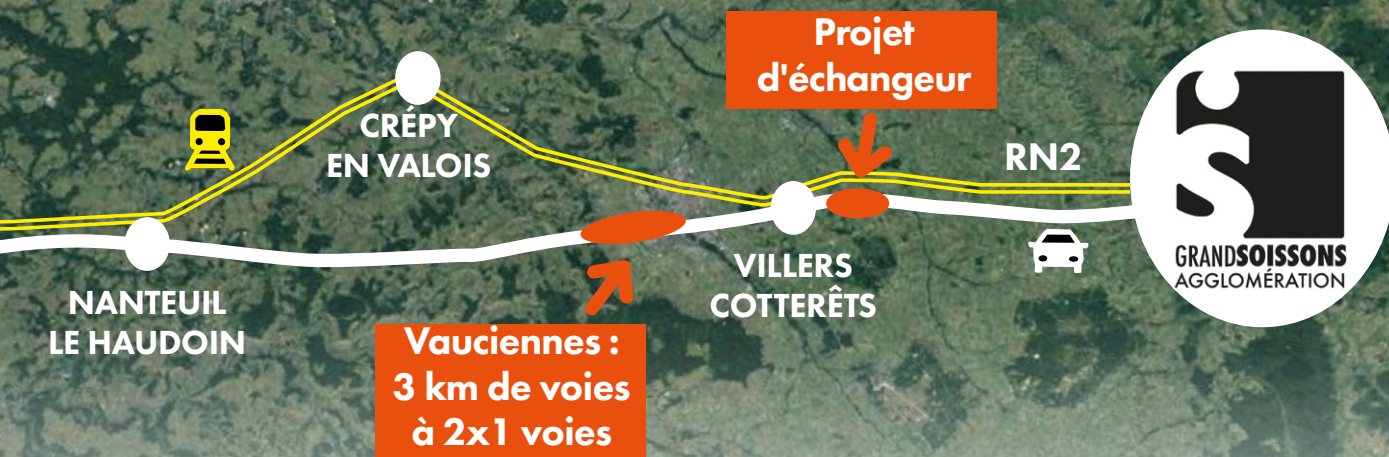 Projet
d'échangeur
CRÉPY
EN VALOIS
RN2
GRANDSOISSONS
AGGLOMÉRATION
VILLERS
COTTERÊTS
NANTEUIL
LE HAUDOIN
Vauciennes :
3 km de voies
à 2x1 voies